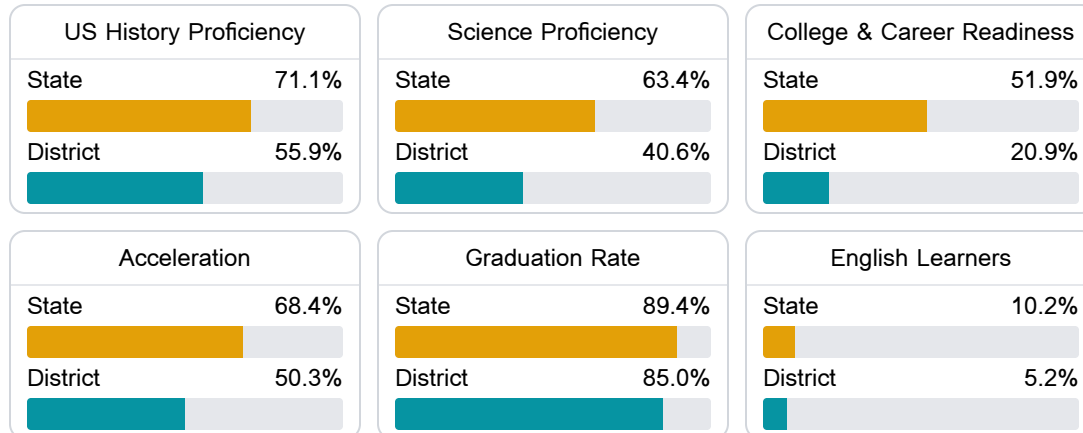 US History Proficiency
State 71.1%
District 55.9%
Science Proficiency
State 63.4%
District 40.6%
College & Career Readiness
State 51.9%
District 20.9%
Acceleration
State 68.4%
District 50.3%
Graduation Rate
State 89.4%
District 85.0%
English Learners
State 10.2%
District 5.2%